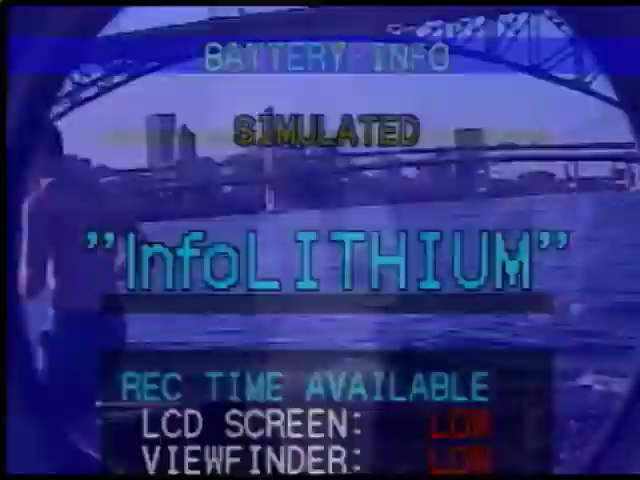 BATTERY INFO
SIMULATED
"InfoLITHIUM"
REC TIME AVAILABLE
LCD SCREEN: LOW
VIEWFINDER: LOW